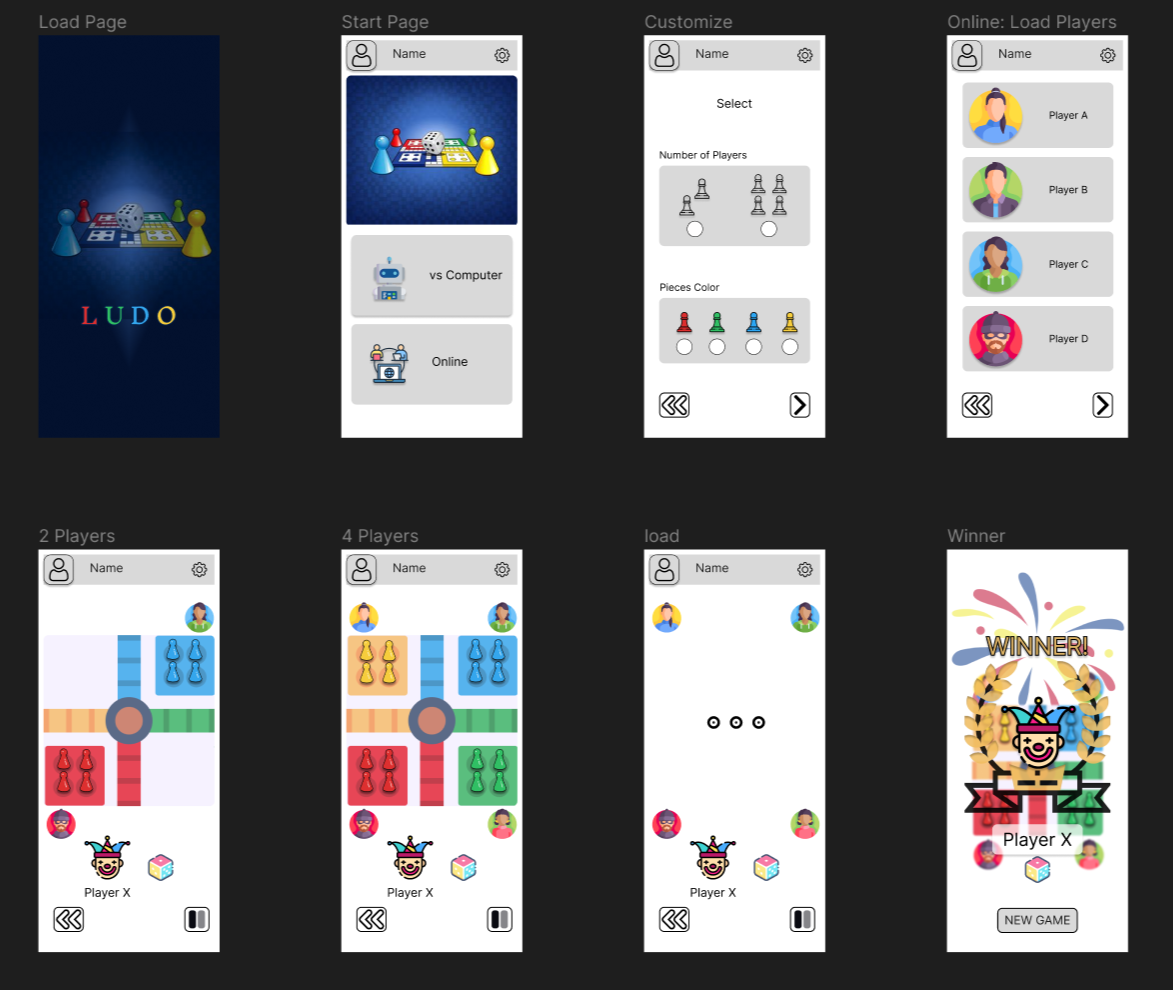 Load Page
Start Page
Customize
Online: Load Players
Name
Name
Name
Select
Player A
Number of Players
Player B
LUDO
vs Computer
Player C
Pieces Color
Online
Player D
2 Players
4 Players
load
Winner
Name
Name
Name
WINNER!
Player X
Player X
Player X
Player X
NEW GAME